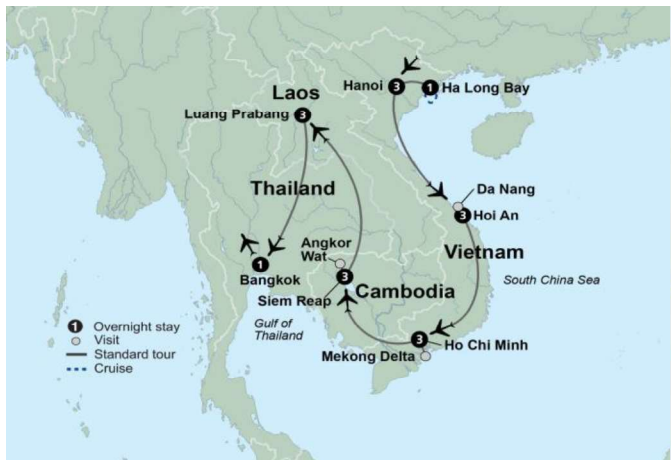 Hanoi
3
1
Ha Long Bay
Laos
Luang Prabang
3
Da Nang
3
Hoi An
Thailand
Vietnam
Angkor
Wat
1
Bangkok
3
Siem Reap
Cambodia
South China Sea
Gulf of
Thailand
3
Ho Chi Minh
Mekong Delta
1 Overnight stay
Visit
Standard tour
Cruise